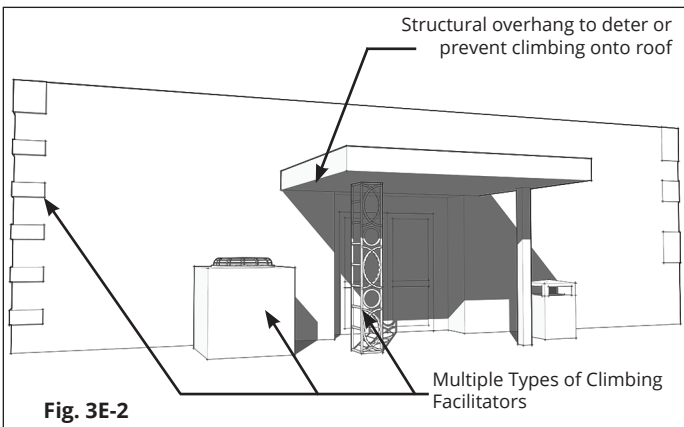 Structural overhang to deter or
prevent climbing onto roof
Multiple Types of Climbing
Facilitators
Fig. 3E-2